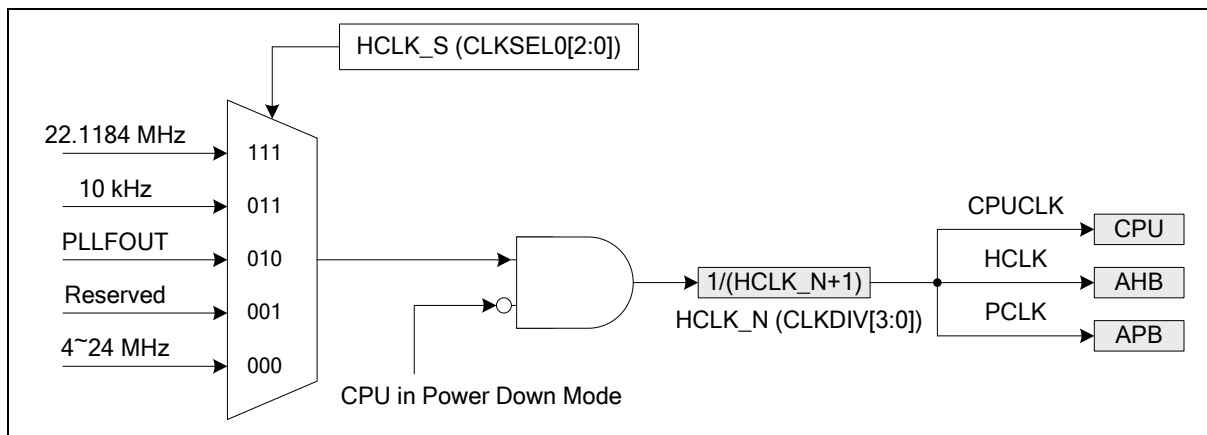 HCLK_S (CLKSEL0[2:0])
22.1184 MHz
111
10 kHz
011
PLLFOUT
010
Reserved
001
4~24 MHz
000
CPU in Power Down Mode
1/(HCLK_N+1)
HCLK_N (CLKDIV[3:0])
CPUCLK
CPU
HCLK
AHB
PCLK
APB